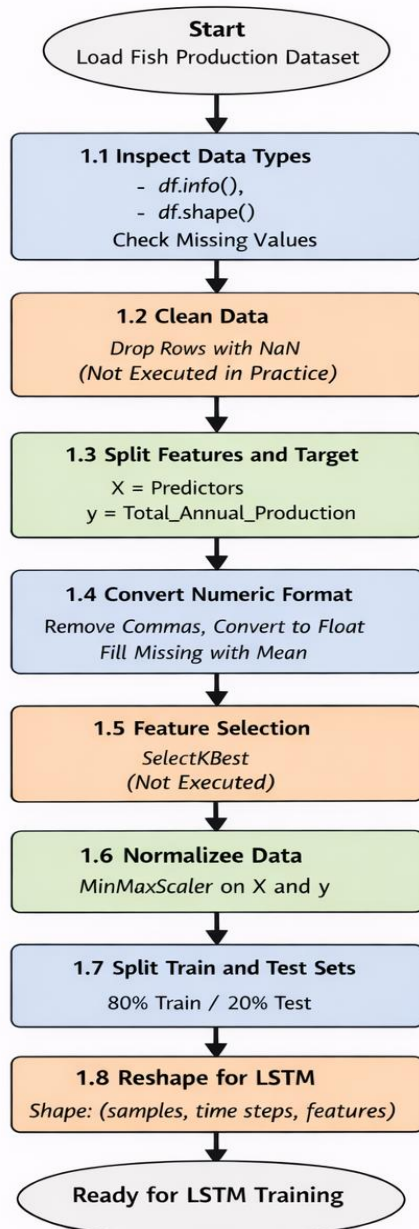 Start
Load Fish Production Dataset
1.1 Inspect Data Types
- df.info(),
- df.shape()
Check Missing Values
1.2 Clean Data
Drop Rows with NaN
(Not Executed in Practice)
1.3 Split Features and Target
X = Predictors
y = Total_Annual_Production
1.4 Convert Numeric Format
Remove Commas, Convert to Float
Fill Missing with Mean
1.5 Feature Selection
SelectKBest
(Not Executed)
1.6 Normalizee Data
MinMaxScaler on X and y
1.7 Split Train and Test Sets
80% Train / 20% Test
1.8 Reshape for LSTM
Shape: (samples, time steps, features)
Ready for LSTM Training